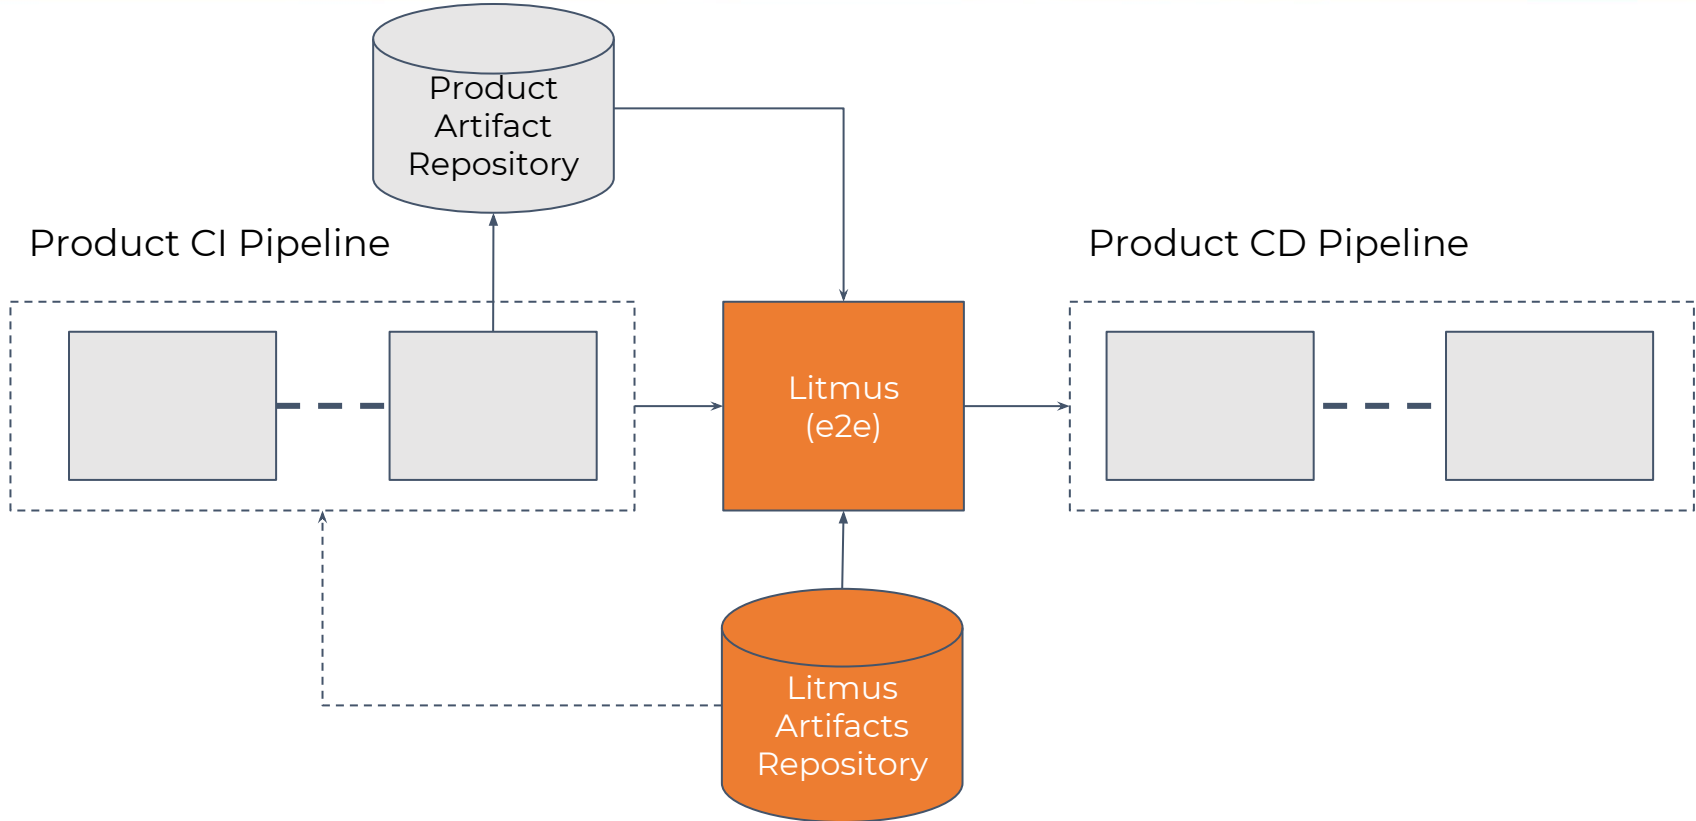 Product
Artifact
Repository
Product CI Pipeline
Product CD Pipeline
Litmus
(e2e)
Litmus
Artifacts
Repository